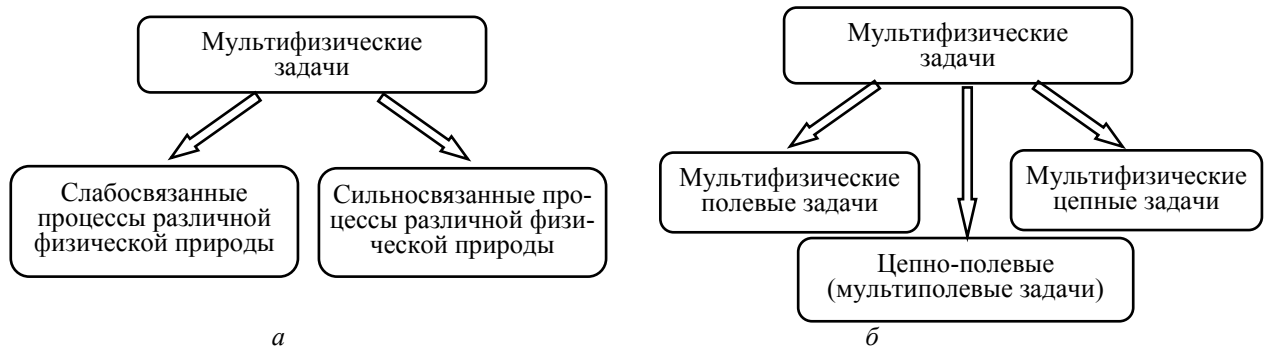 Мультифизические
задачи
Слабосвязанные
процессы различной
физической природы
Сильносвязанные про-
цессы различной физи-
ческой природы
а
Мультифизические
задачи
Мультифизические
полевые задачи
Мультифизические
цепные задачи
Цепно-полевые
(мультиполевые задачи)
б